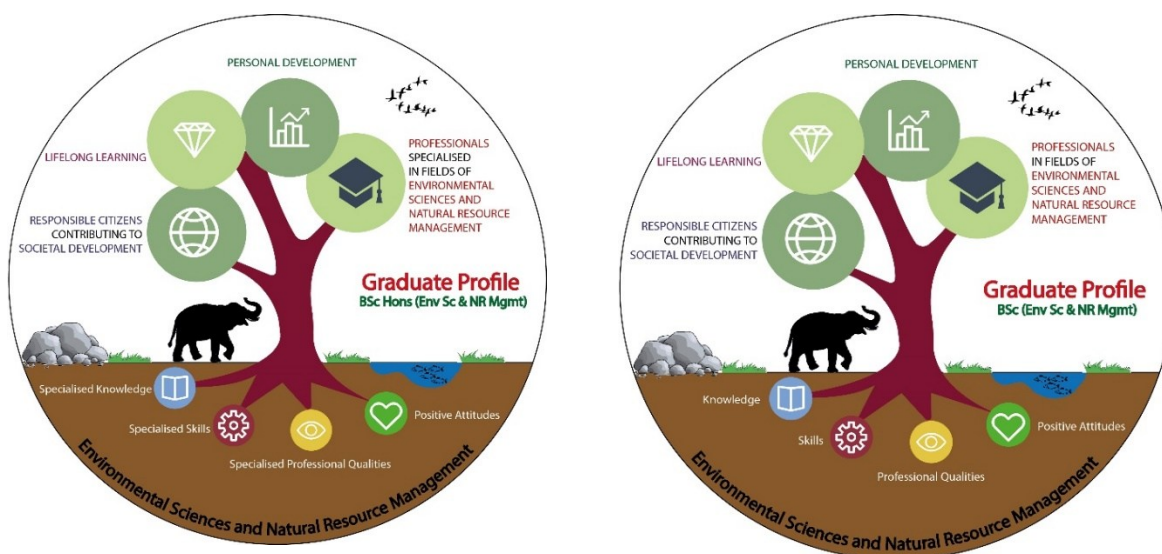 PERSONAL DEVELOPMENT
LIFELONG LEARNING
PROFESSIONALS
SPECIALISED
IN FIELDS OF
ENVIRONMENTAL
SCIENCES AND
NATURAL RESOURCE
MANAGEMENT
RESPONSIBLE CITIZENS
CONTRIBUTING TO
SOCIETAL DEVELOPMENT
Graduate Profile
BSc Hons (Env Sc & NR Mgmt)
Specialised Knowledge
Specialised Skills
Specialised Professional Qualities
Positive Attitudes
Environmental Sciences and Natural Resource Management
PERSONAL DEVELOPMENT
LIFELONG LEARNING
PROFESSIONALS
IN FIELDS OF
ENVIRONMENTAL
SCIENCES AND
NATURAL RESOURCE
MANAGEMENT
RESPONSIBLE CITIZENS
CONTRIBUTING TO
SOCIETAL DEVELOPMENT
Graduate Profile
BSc (Env Sc & NR Mgmt)
Knowledge
Skills
Professional Qualities
Positive Attitudes
Environmental Sciences and Natural Resource Management